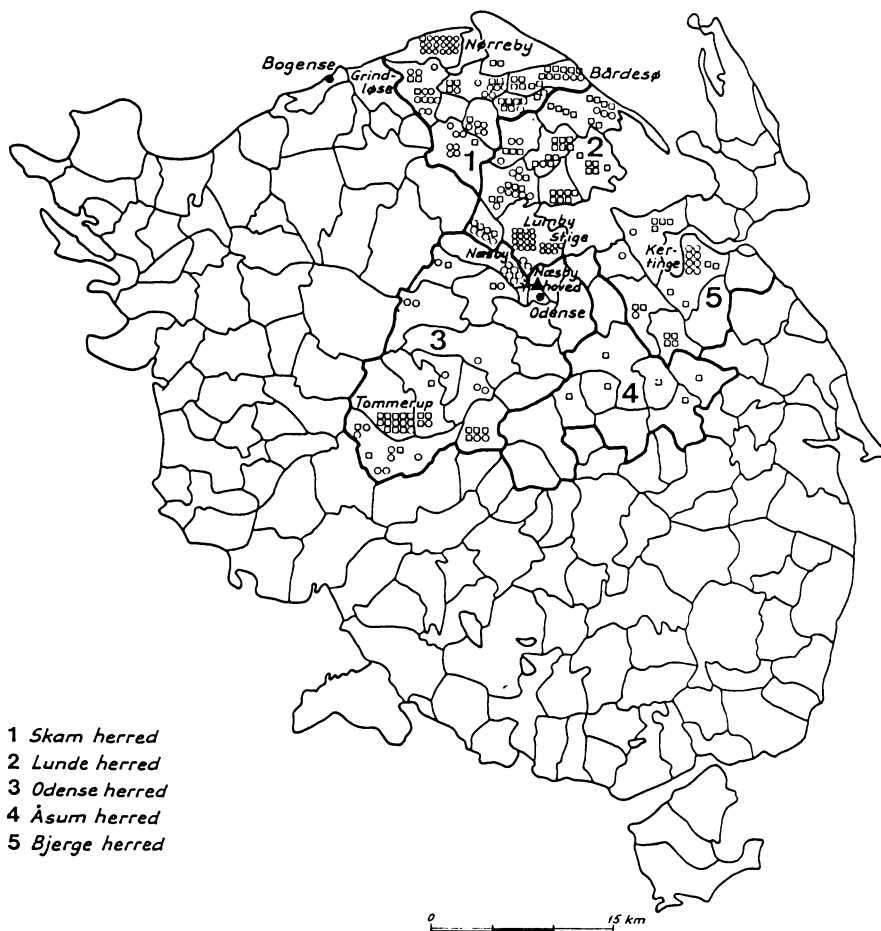 Nørreby
Bogense
Grind-
løse
Bårdesø
1
2
Lumby
Stige
Ker-
tinge
Næsby
Næsby
hoved
Odense
5
3
4
Tommerup
1 Skam herred
2 Lunde herred
3 Odense herred
4 Åsum herred
5 Bjerge herred
0 15 km